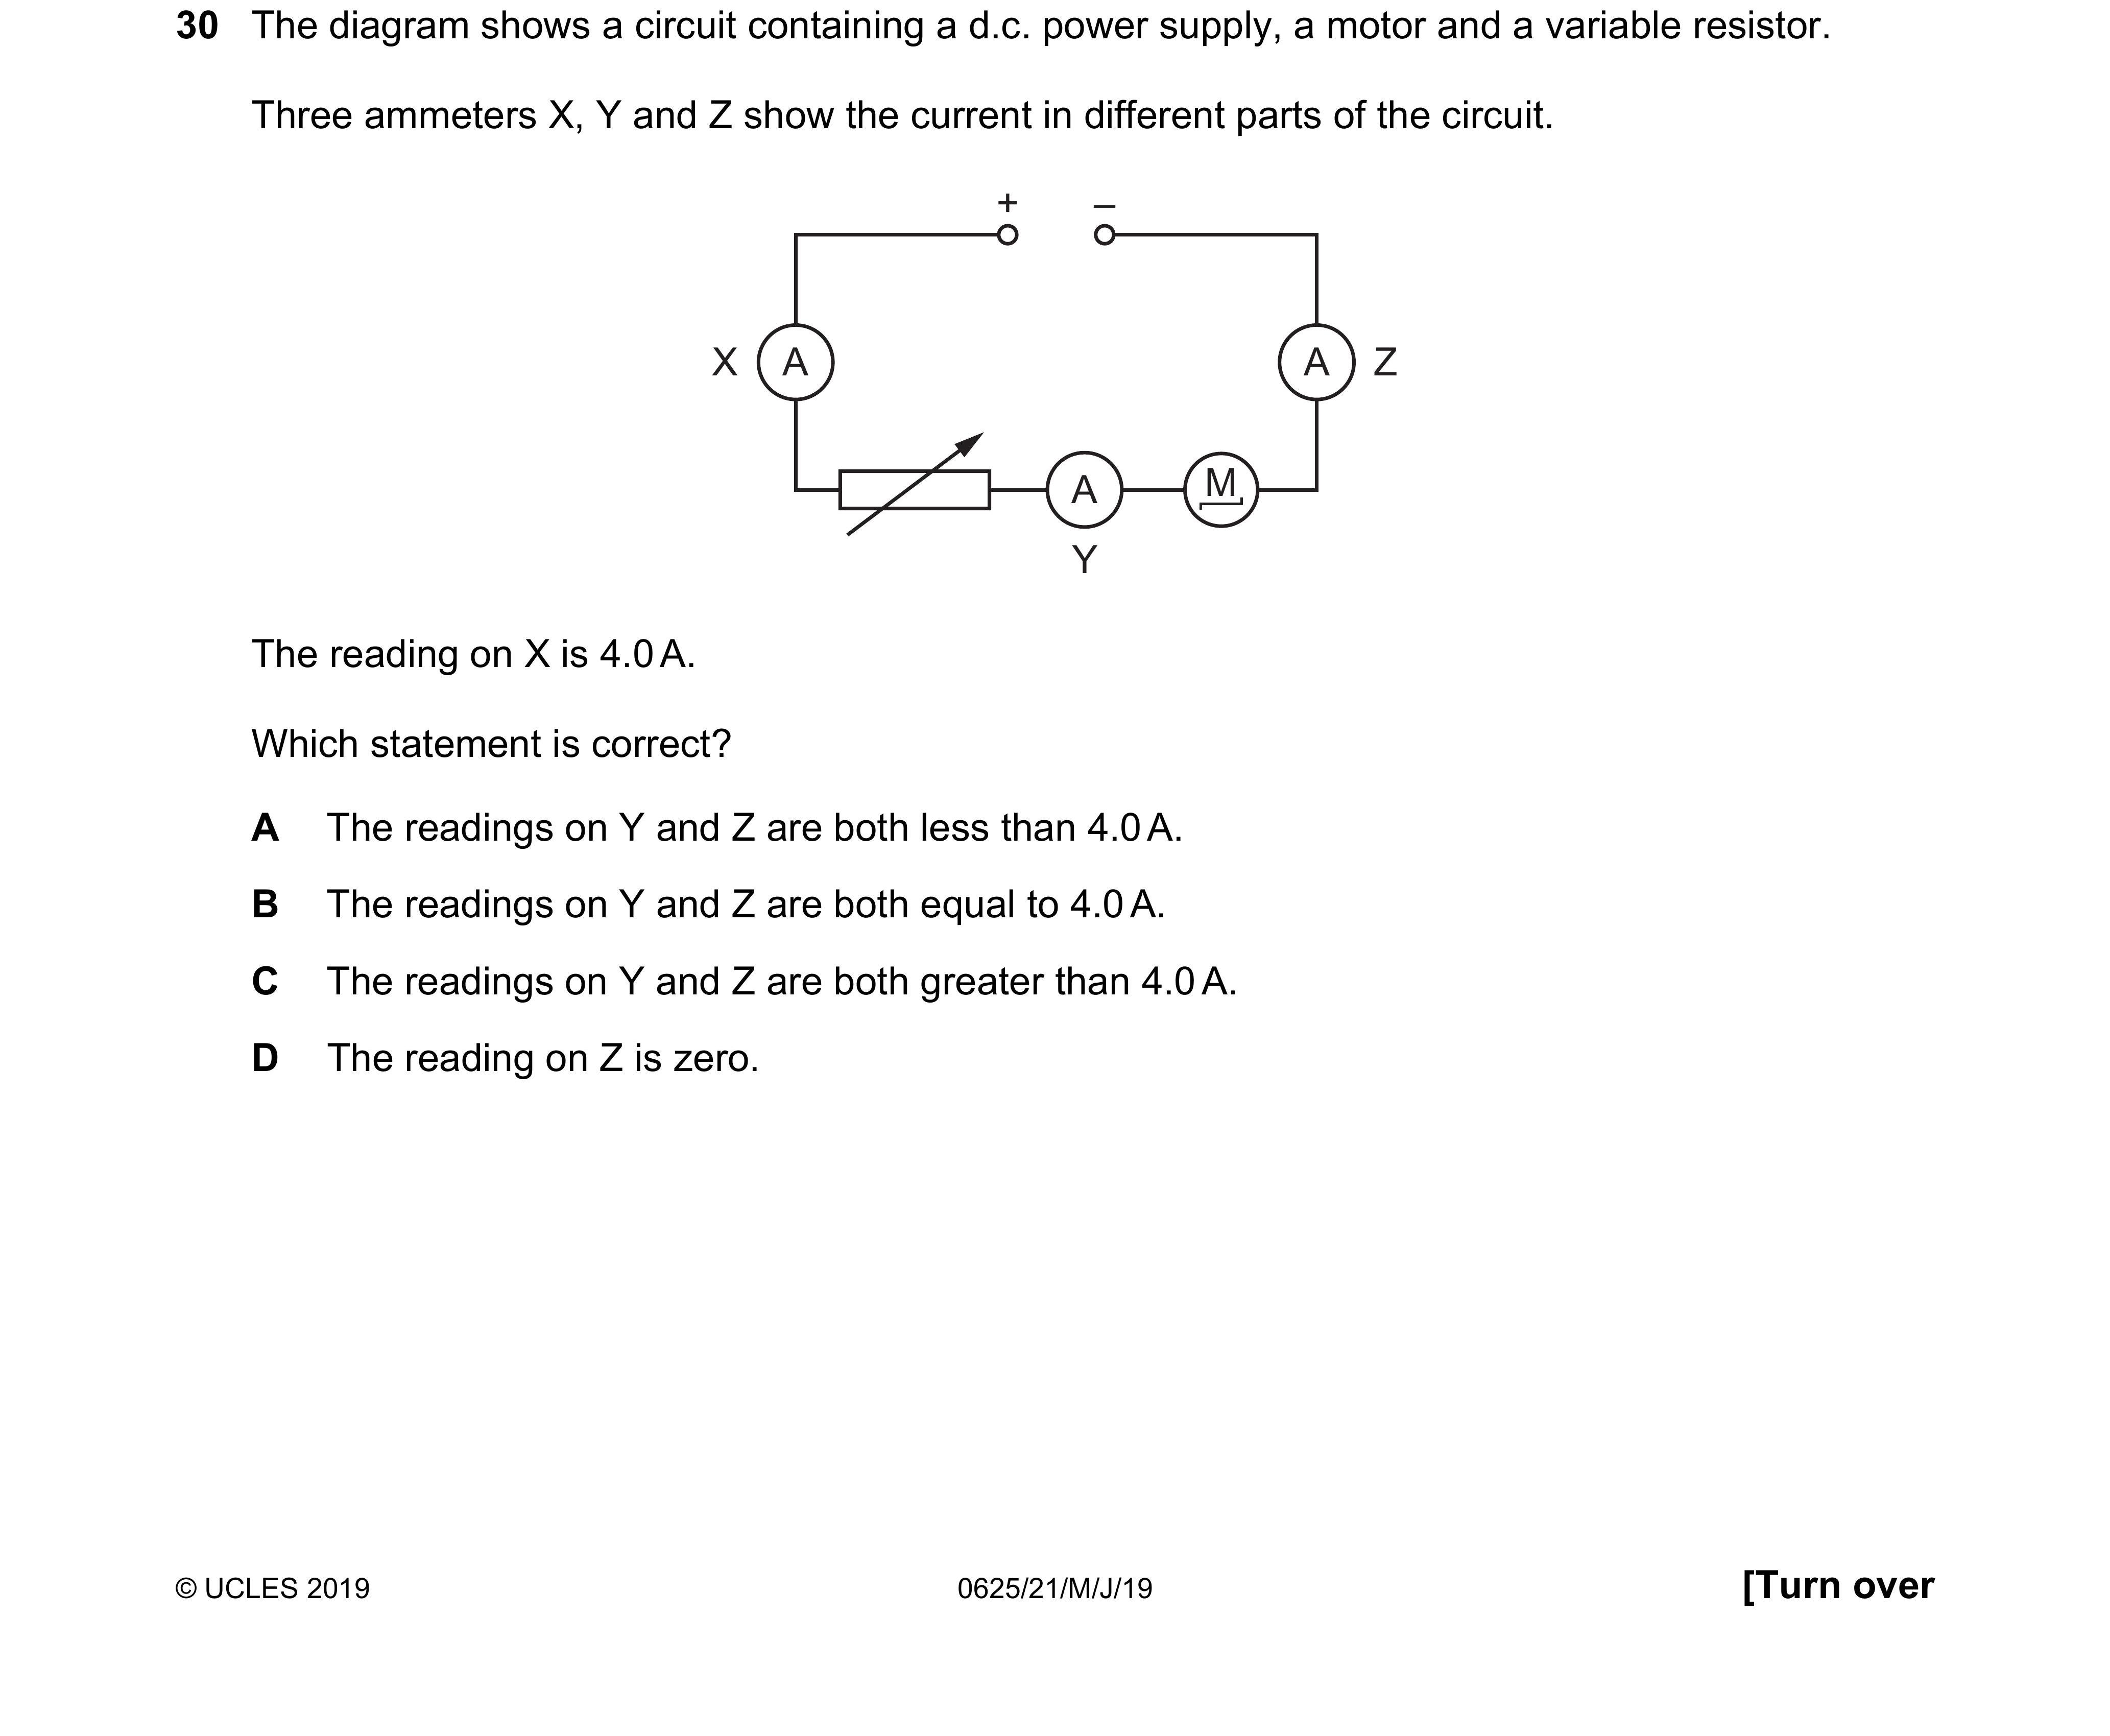 30 The diagram shows a circuit containing a d.c. power supply, a motor and a variable resistor.
Three ammeters X, Y and Z show the current in different parts of the circuit.
+ –
X A A Z
A M
Y
The reading on X is 4.0 A.
Which statement is correct?
A The readings on Y and Z are both less than 4.0 A.
B The readings on Y and Z are both equal to 4.0 A.
C The readings on Y and Z are both greater than 4.0 A.
D The reading on Z is zero.
© UCLES 2019 0625/21/M/J/19 [Turn over